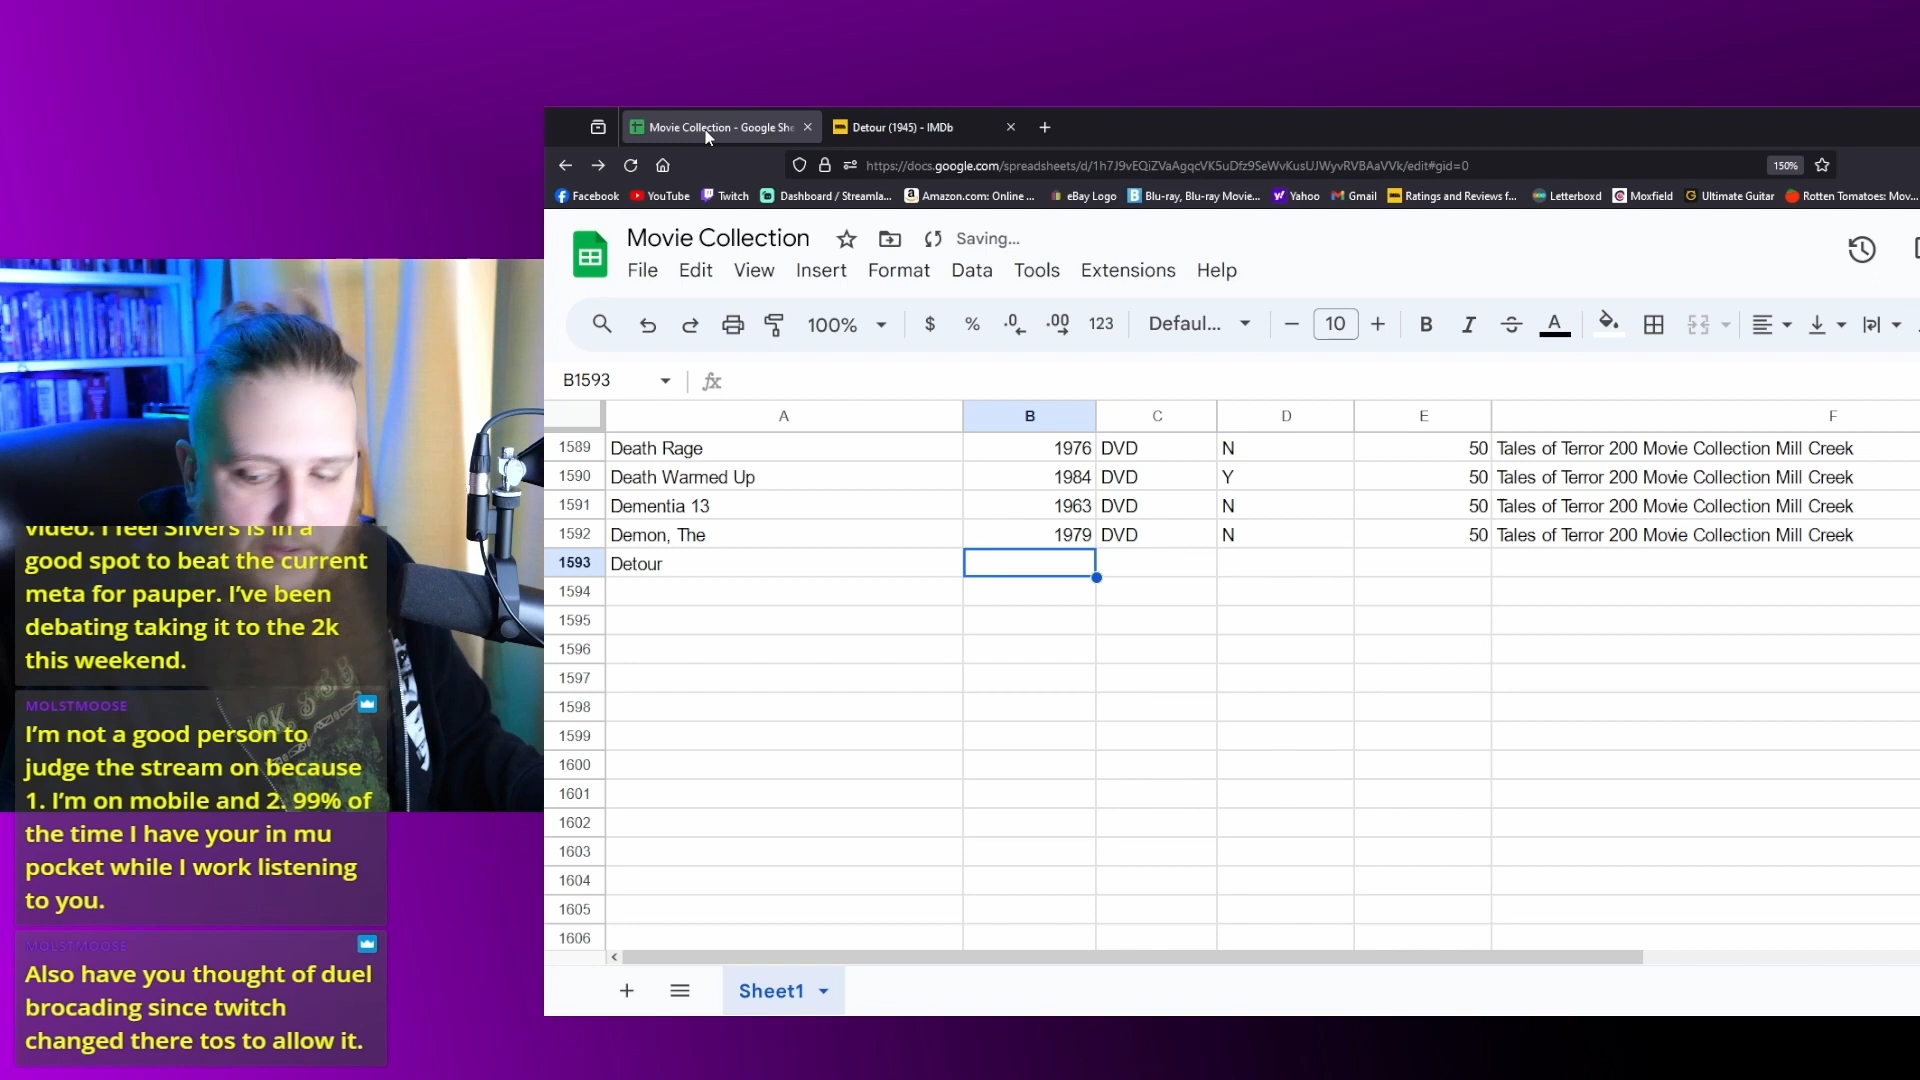 Movie Collection - Google She
Detour (1945) - IMDb
https://docs.google.com/spreadsheets/d/1h7J9vEQiZVaAgqcVK5uDfz9SeWvKusUJWyvRVBAaVVk/edit#gid=0
150%
Facebook
YouTube
Twitch
Dashboard / Streamla...
Amazon.com: Online ...
eBay Logo
Blu-ray, Blu-ray Movie...
Yahoo
Gmail
Ratings and Reviews f...
Letterboxd
Moxfield
Ultimate Guitar
Rotten Tomatoes: Mov...
Movie Collection
Saving...
File Edit View Insert Format Data Tools Extensions Help
100% $ % .0 .00 123 Defaul... 10 B I S A
B1593 fx
A B C D E F
1589 Death Rage 1976 DVD N 50 Tales of Terror 200 Movie Collection Mill Creek
1590 Death Warmed Up 1984 DVD Y 50 Tales of Terror 200 Movie Collection Mill Creek
1591 Dementia 13 1963 DVD N 50 Tales of Terror 200 Movie Collection Mill Creek
1592 Demon, The 1979 DVD N 50 Tales of Terror 200 Movie Collection Mill Creek
1593 Detour
1594
1595
1596
1597
1598
1599
1600
1601
1602
1603
1604
1605
1606
Sheet1
video. I feel Slivers is in a
good spot to beat the current
meta for pauper. I've been
debating taking it to the 2k
this weekend.
MOLSTMOOSE
I'm not a good person to
judge the stream on because
1. I'm on mobile and 2. 99% of
the time I have your in mu
pocket while I work listening
to you.
MOLSTMOOSE
Also have you thought of duel
brocading since twitch
changed there tos to allow it.